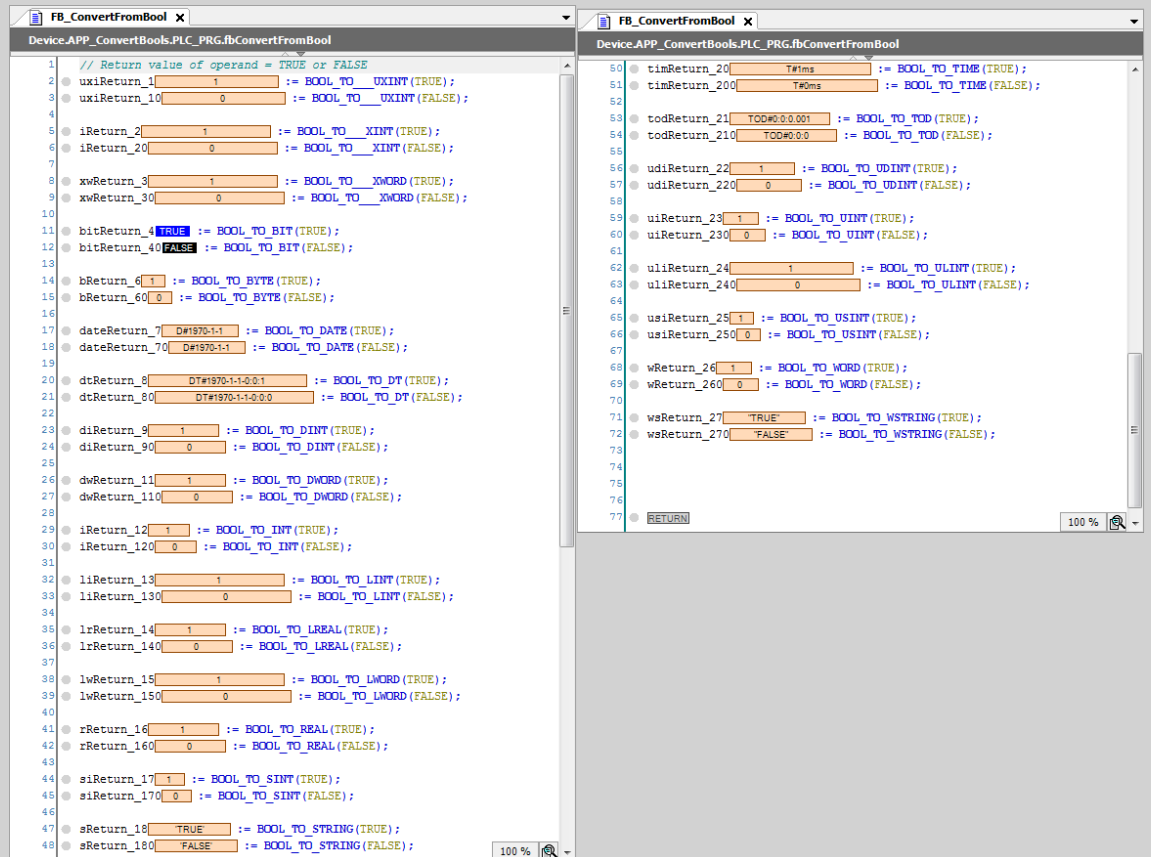 FB_ConvertFromBool
Device.APP_ConvertBools.PLC_PRG.fbConvertFromBool
1 // Return value of operand = TRUE or FALSE
2 uxiReturn_1 1 := BOOL_TO___UXINT(TRUE);
3 uxiReturn_10 0 := BOOL_TO___UXINT(FALSE);
4
5 iReturn_2 1 := BOOL_TO___XINT(TRUE);
6 iReturn_20 0 := BOOL_TO___XINT(FALSE);
7
8 xwReturn_3 1 := BOOL_TO___XWORD(TRUE);
9 xwReturn_30 0 := BOOL_TO___XWORD(FALSE);
10
11 bitReturn_4 TRUE := BOOL_TO_BIT(TRUE);
12 bitReturn_40 FALSE := BOOL_TO_BIT(FALSE);
13
14 bReturn_6 1 := BOOL_TO_BYTE(TRUE);
15 bReturn_60 0 := BOOL_TO_BYTE(FALSE);
16
17 dateReturn_7 D#1970-1-1 := BOOL_TO_DATE(TRUE);
18 dateReturn_70 D#1970-1-1 := BOOL_TO_DATE(FALSE);
19
20 dtReturn_8 DT#1970-1-1-0:0:1 := BOOL_TO_DT(TRUE);
21 dtReturn_80 DT#1970-1-1-0:0:0 := BOOL_TO_DT(FALSE);
22
23 diReturn_9 1 := BOOL_TO_DINT(TRUE);
24 diReturn_90 0 := BOOL_TO_DINT(FALSE);
25
26 dwReturn_11 1 := BOOL_TO_DWORD(TRUE);
27 dwReturn_110 0 := BOOL_TO_DWORD(FALSE);
28
29 iReturn_12 1 := BOOL_TO_INT(TRUE);
30 iReturn_120 0 := BOOL_TO_INT(FALSE);
31
32 liReturn_13 1 := BOOL_TO_LINT(TRUE);
33 liReturn_130 0 := BOOL_TO_LINT(FALSE);
34
35 lrReturn_14 1 := BOOL_TO_LREAL(TRUE);
36 lrReturn_140 0 := BOOL_TO_LREAL(FALSE);
37
38 lwReturn_15 1 := BOOL_TO_LWORD(TRUE);
39 lwReturn_150 0 := BOOL_TO_LWORD(FALSE);
40
41 rReturn_16 1 := BOOL_TO_REAL(TRUE);
42 rReturn_160 0 := BOOL_TO_REAL(FALSE);
43
44 siReturn_17 1 := BOOL_TO_SINT(TRUE);
45 siReturn_170 0 := BOOL_TO_SINT(FALSE);
46
47 sReturn_18 'TRUE' := BOOL_TO_STRING(TRUE);
48 sReturn_180 'FALSE' := BOOL_TO_STRING(FALSE);
100 %
FB_ConvertFromBool
Device.APP_ConvertBools.PLC_PRG.fbConvertFromBool
50 timReturn_20 T#1ms := BOOL_TO_TIME(TRUE);
51 timReturn_200 T#0ms := BOOL_TO_TIME(FALSE);
52
53 todReturn_21 TOD#0:0:0.001 := BOOL_TO_TOD(TRUE);
54 todReturn_210 TOD#0:0:0 := BOOL_TO_TOD(FALSE);
55
56 udiReturn_22 1 := BOOL_TO_UDINT(TRUE);
57 udiReturn_220 0 := BOOL_TO_UDINT(FALSE);
58
59 uiReturn_23 1 := BOOL_TO_UINT(TRUE);
60 uiReturn_230 0 := BOOL_TO_UINT(FALSE);
61
62 uliReturn_24 1 := BOOL_TO_ULINT(TRUE);
63 uliReturn_240 0 := BOOL_TO_ULINT(FALSE);
64
65 usiReturn_25 1 := BOOL_TO_USINT(TRUE);
66 usiReturn_250 0 := BOOL_TO_USINT(FALSE);
67
68 wReturn_26 1 := BOOL_TO_WORD(TRUE);
69 wReturn_260 0 := BOOL_TO_WORD(FALSE);
70
71 wsReturn_27 "TRUE" := BOOL_TO_WSTRING(TRUE);
72 wsReturn_270 "FALSE" := BOOL_TO_WSTRING(FALSE);
73
74
75
76
77 RETURN
100 %